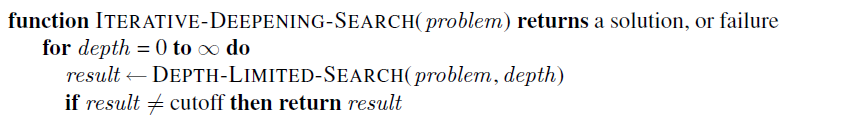 function ITERATIVE-DEEPENING-SEARCH(problem) returns a solution, or failure
for depth = 0 to ∞ do
result ← DEPTH-LIMITED-SEARCH(problem, depth)
if result ≠ cutoff then return result